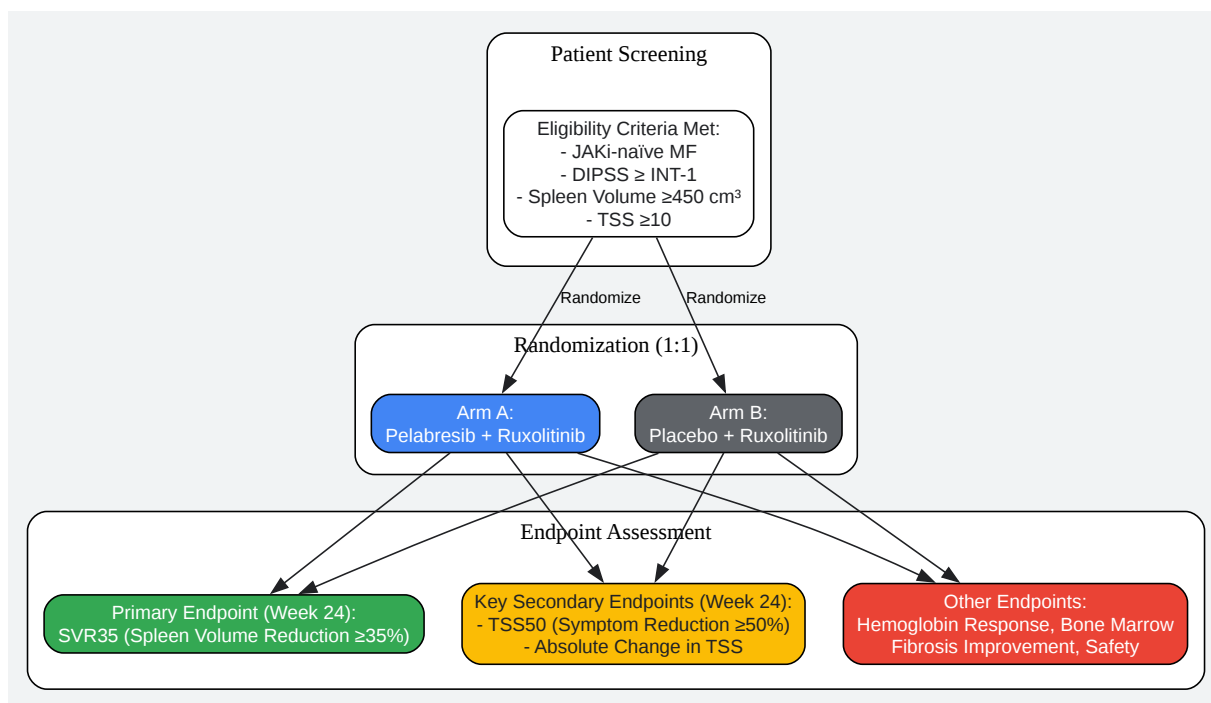 Patient Screening
Eligibility Criteria Met:
- JAKi-naïve MF
- DIPSS ≥ INT-1
- Spleen Volume ≥450 cm³
- TSS ≥10
Randomize
Randomize
Randomization (1:1)
Arm A:
Pelabresib + Ruxolitinib
Arm B:
Placebo + Ruxolitinib
Endpoint Assessment
Primary Endpoint (Week 24):
SVR35 (Spleen Volume Reduction ≥35%)
Key Secondary Endpoints (Week 24):
- TSS50 (Symptom Reduction ≥50%)
- Absolute Change in TSS
Other Endpoints:
Hemoglobin Response, Bone Marrow
Fibrosis Improvement, Safety